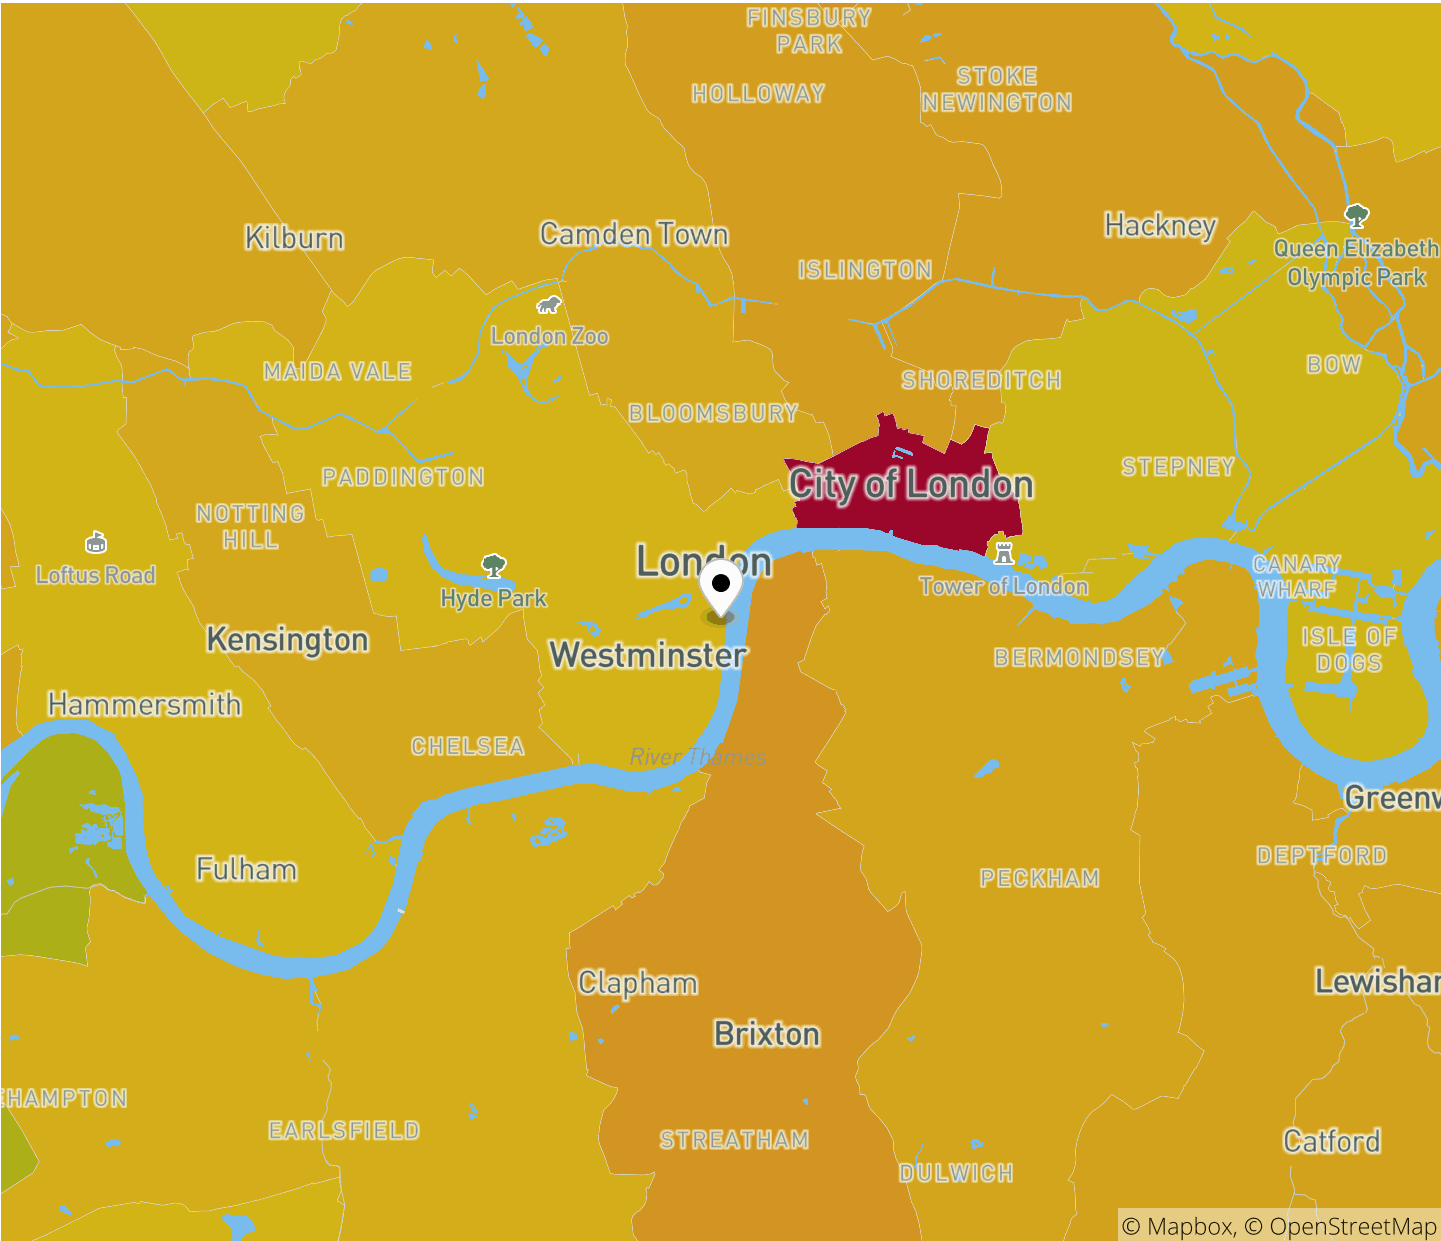 FINSBURY
PARK
STOKE
NEWINGTON
HOLLOWAY
Kilburn
Camden Town
Hackney
Queen Elizabeth
Olympic Park
ISLINGTON
London Zoo
MAIDA VALE
BOW
SHOREDITCH
BLOOMSBURY
PADDINGTON
City of London
STEPNEY
NOTTING
HILL
Loftus Road
Hyde Park
London
Tower of London
CANARY
WHARF
Kensington
Westminster
BERMONDSEY
ISLE OF
DOGS
Hammersmith
CHELSEA
River Thames
Greenw
Fulham
PECKHAM
DEPTFORD
Clapham
Lewishar
Brixton
EHAMPTON
EARLSFIELD
STREATHAM
Catford
DULWICH
© Mapbox, © OpenStreetMap